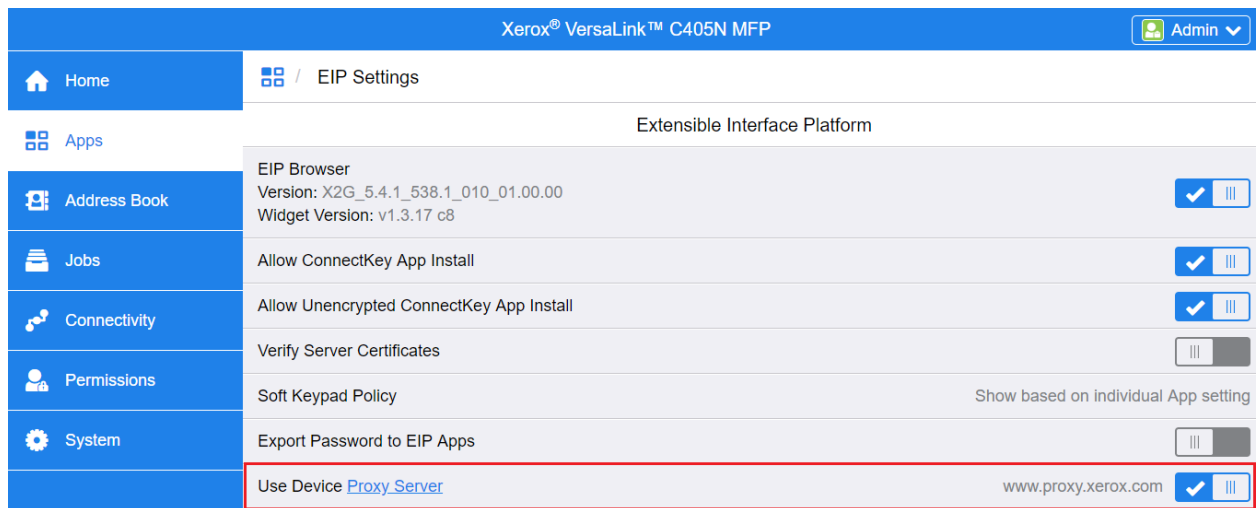 Xerox® VersaLink™ C405N MFP
Admin
Home
Apps
Address Book
Jobs
Connectivity
Permissions
System
/ EIP Settings
Extensible Interface Platform
EIP Browser
Version: X2G_5.4.1_538.1_010_01.00.00
Widget Version: v1.3.17 c8
Allow ConnectKey App Install
Allow Unencrypted ConnectKey App Install
Verify Server Certificates
Soft Keypad Policy Show based on individual App setting
Export Password to EIP Apps
Use Device Proxy Server www.proxy.xerox.com